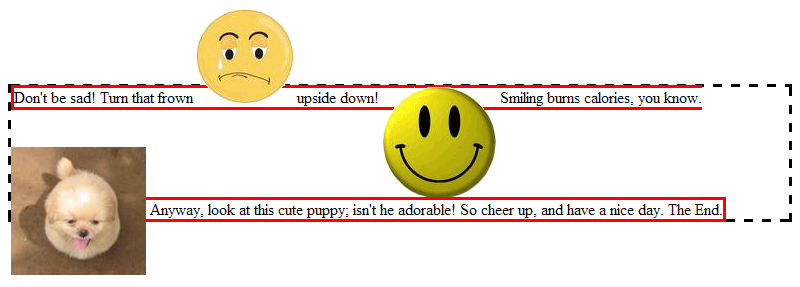 Don't be sad! Turn that frown upside down! Smiling burns calories, you know.
Anyway, look at this cute puppy; isn't he adorable! So cheer up, and have a nice day. The End.